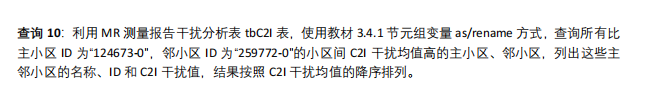 查询 10：利用 MR 测量报告干扰分析表 tbC2I 表，使用教材 3.4.1 节元组变量 as/rename 方式，查询所有比
主小区 ID 为“124673-0"，邻小区 ID 为“259772-0"的小区间 C2I 干扰均值高的主小区、邻小区，列出这些主
邻小区的名称、ID 和 C2I 干扰值，结果按照 C2I 干扰均值的降序排列。